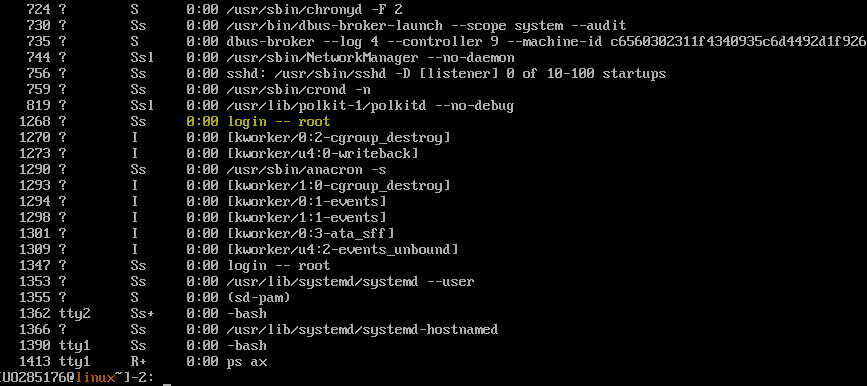 724 ? S 0:00 /usr/sbin/chronyd -F 2
730 ? Ss 0:00 /usr/bin/dbus-broker-launch --scope system --audit
735 ? S 0:00 dbus-broker --log 4 --controller 9 --machine-id c6560302311f4340935c6d4492d1f926
744 ? Ssl 0:00 /usr/sbin/NetworkManager --no-daemon
756 ? Ss 0:00 sshd: /usr/sbin/sshd -D [listener] 0 of 10-100 startups
759 ? Ss 0:00 /usr/sbin/crond -n
819 ? Ssl 0:00 /usr/lib/polkit-1/polkitd --no-debug
1268 ? Ss 0:00 login -- root
1270 ? I 0:00 [kworker/0:2-cgroup_destroy]
1273 ? I 0:00 [kworker/u4:0-writeback]
1290 ? Ss 0:00 /usr/sbin/anacron -s
1293 ? I 0:00 [kworker/1:0-cgroup_destroy]
1294 ? I 0:00 [kworker/0:1-events]
1298 ? I 0:00 [kworker/1:1-events]
1301 ? I 0:00 [kworker/0:3-ata_sff]
1309 ? I 0:00 [kworker/u4:2-events_unbound]
1347 ? Ss 0:00 login -- root
1353 ? Ss 0:00 /usr/lib/systemd/systemd --user
1355 ? S 0:00 (sd-pam)
1362 tty2 Ss+ 0:00 -bash
1366 ? Ss 0:00 /usr/lib/systemd/systemd-hostnamed
1390 tty1 Ss 0:00 -bash
1413 tty1 R+ 0:00 ps ax
[UO285176@linux~]-2: _